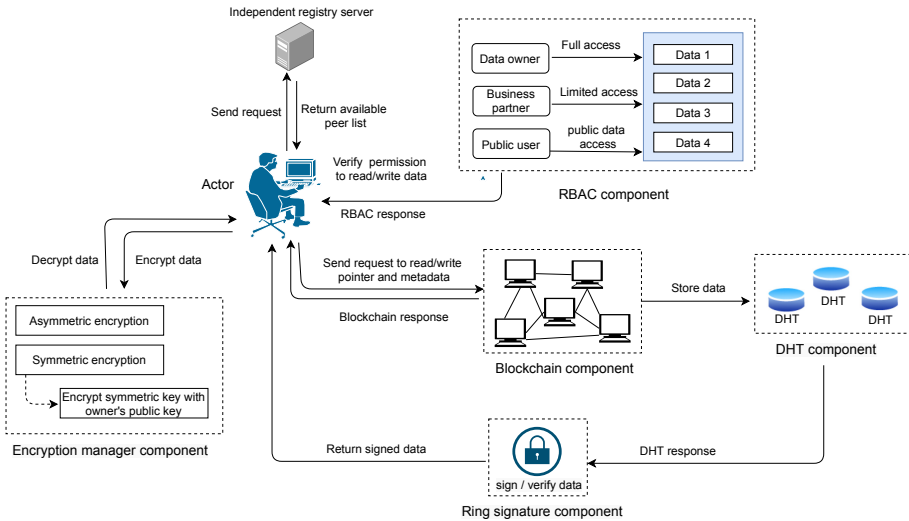 Independent registry server
Send request
Return available
peer list
Actor
Verify permission
to read/write data
RBAC response
Data owner
Business
partner
Public user
Full access
Limited access
public data
access
Data 1
Data 2
Data 3
Data 4
RBAC component
Decrypt data
Encrypt data
Asymmetric encryption
Symmetric encryption
Encrypt symmetric key with
owner's public key
Encryption manager component
Send request to read/write
pointer and metadata
Blockchain response
Blockchain component
Store data
DHT
DHT
DHT
DHT component
DHT response
Return signed data
sign / verify data
Ring signature component